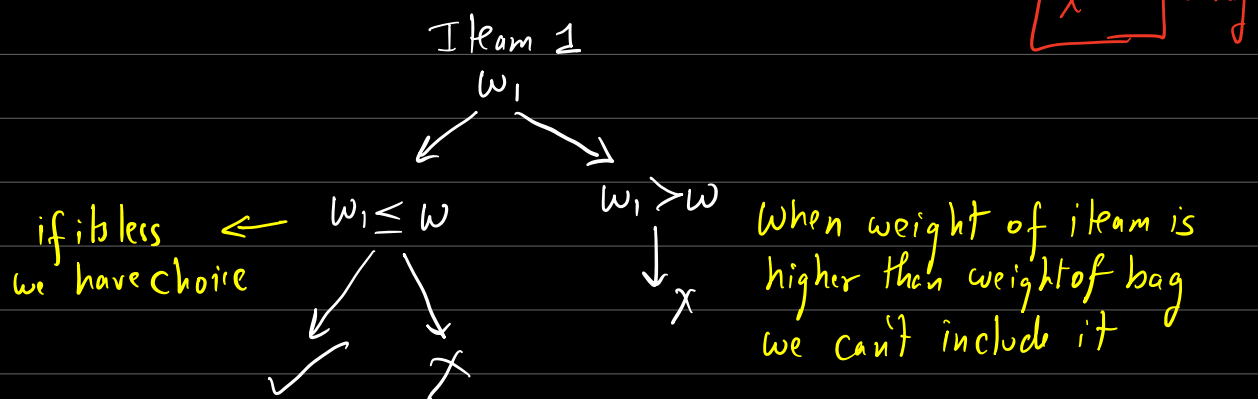 Iteam 1
w₁
w₁ ≤ w
w₁ > w
if its less
we have choice
When weight of iteam is
higher than weight of bag
we can't include it
✓
x
x
x